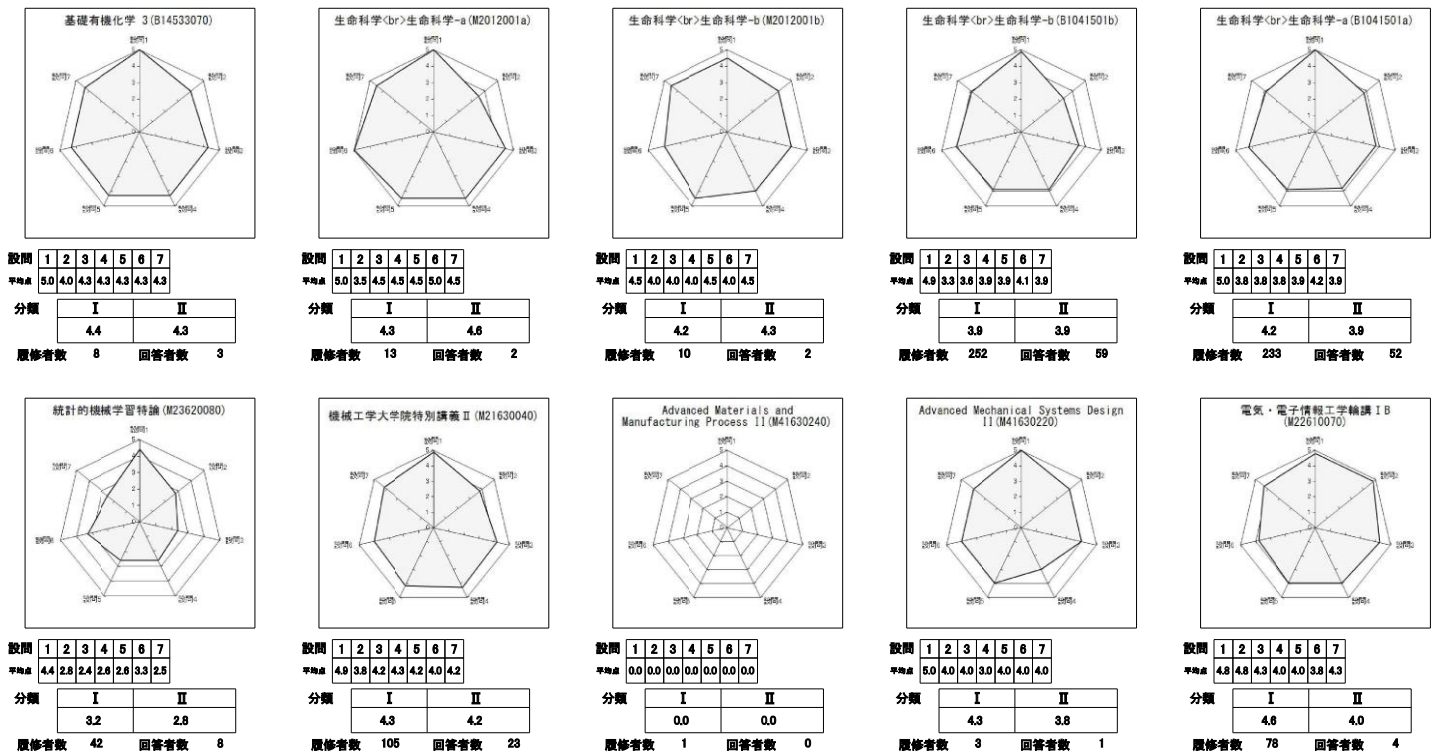 基礎有機化学 3(B14533070)
設問 1 2 3 4 5 6 7
平均点 5.0 4.0 4.3 4.3 4.3 4.3 4.3
分類 Ⅰ Ⅱ
4.4 4.3
履修者数 8 回答者数 3
生命科学<br>生命科学-a(M2012001a)
設問 1 2 3 4 5 6 7
平均点 5.0 3.5 4.5 4.5 4.5 5.0 4.5
分類 Ⅰ Ⅱ
4.3 4.6
履修者数 13 回答者数 2
生命科学<br>生命科学-b(M2012001b)
設問 1 2 3 4 5 6 7
平均点 4.5 4.0 4.0 4.0 4.5 4.0 4.5
分類 Ⅰ Ⅱ
4.2 4.3
履修者数 10 回答者数 2
生命科学<br>生命科学-b(B1041501b)
設問 1 2 3 4 5 6 7
平均点 4.9 3.3 3.6 3.9 3.9 4.1 3.9
分類 Ⅰ Ⅱ
3.9 3.9
履修者数 252 回答者数 59
生命科学<br>生命科学-a(B1041501a)
設問 1 2 3 4 5 6 7
平均点 5.0 3.8 3.8 3.8 3.9 4.2 3.9
分類 Ⅰ Ⅱ
4.2 3.9
履修者数 233 回答者数 52
統計的機械学習特論(M23620080)
設問 1 2 3 4 5 6 7
平均点 4.4 2.8 2.4 2.6 2.6 3.3 2.5
分類 Ⅰ Ⅱ
3.2 2.8
履修者数 42 回答者数 8
機械工学大学院特別講義Ⅱ(M21630040)
設問 1 2 3 4 5 6 7
平均点 4.9 3.8 4.2 4.3 4.2 4.0 4.2
分類 Ⅰ Ⅱ
4.3 4.2
履修者数 105 回答者数 23
Advanced Materials and
Manufacturing Process II(M41630240)
設問 1 2 3 4 5 6 7
平均点 0.0 0.0 0.0 0.0 0.0 0.0 0.0
分類 Ⅰ Ⅱ
0.0 0.0
履修者数 1 回答者数 0
Advanced Mechanical Systems Design
II(M41630220)
設問 1 2 3 4 5 6 7
平均点 5.0 4.0 4.0 3.0 4.0 4.0 4.0
分類 Ⅰ Ⅱ
4.3 3.8
履修者数 3 回答者数 1
電気・電子情報工学輪講ⅠB
(M22610070)
設問 1 2 3 4 5 6 7
平均点 4.8 4.8 4.3 4.0 4.0 3.8 4.3
分類 Ⅰ Ⅱ
4.6 4.0
履修者数 78 回答者数 4